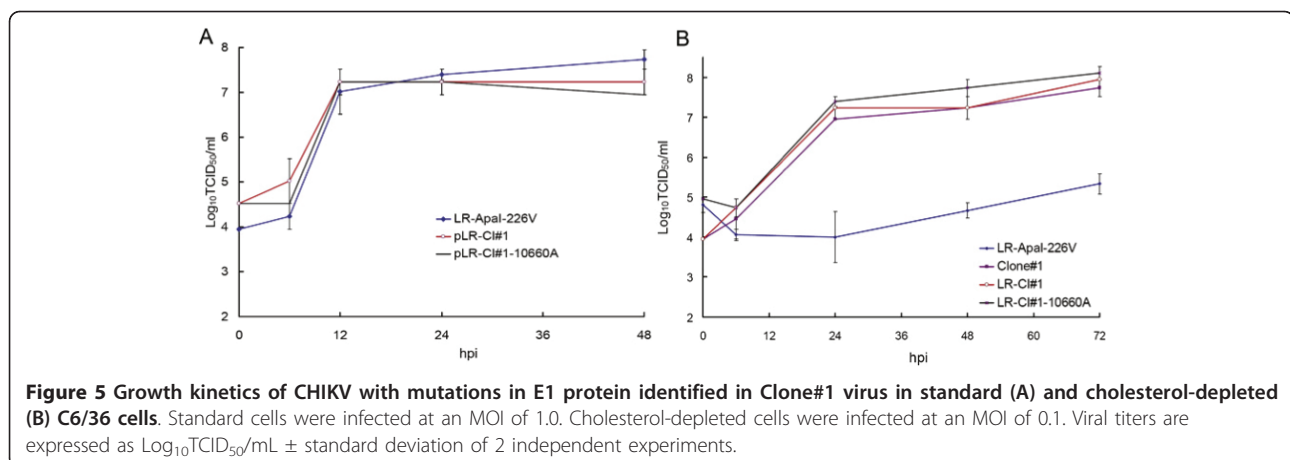 A
B
8
7
6
5
4
3
2
Log₁₀TCID₅₀/ml
0
12
24
36
48
hpi
LR-ApaI-226V
pLR-Cl#1
pLR-Cl#1-10660A
8
7
6
5
4
3
2
Log₁₀TCID₅₀/ml
0
12
24
36
48
60
72
hpi
LR-ApaI-226V
Clone#1
LR-Cl#1
LR-Cl#1-10660A
Figure 5 Growth kinetics of CHIKV with mutations in E1 protein identified in Clone#1 virus in standard (A) and cholesterol-depleted
(B) C6/36 cells. Standard cells were infected at an MOI of 1.0. Cholesterol-depleted cells were infected at an MOI of 0.1. Viral titers are
expressed as Log₁₀TCID₅₀/mL ± standard deviation of 2 independent experiments.